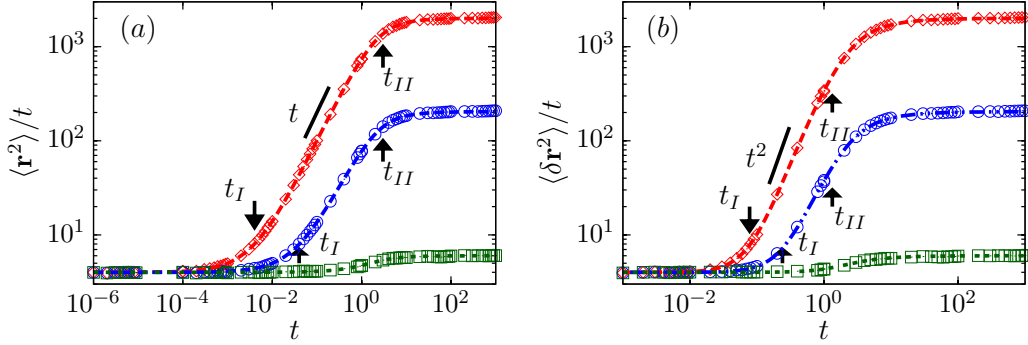 (a)
⟨r²⟩/t
10³
10²
10¹
t
t_I
t_II
t_II
t_I
10⁻⁶
10⁻⁴
10⁻²
10⁰
10²
t
(b)
⟨δr²⟩/t
10³
10²
10¹
t²
t_I
t_II
t_I
t_II
10⁻²
10⁰
10²
t